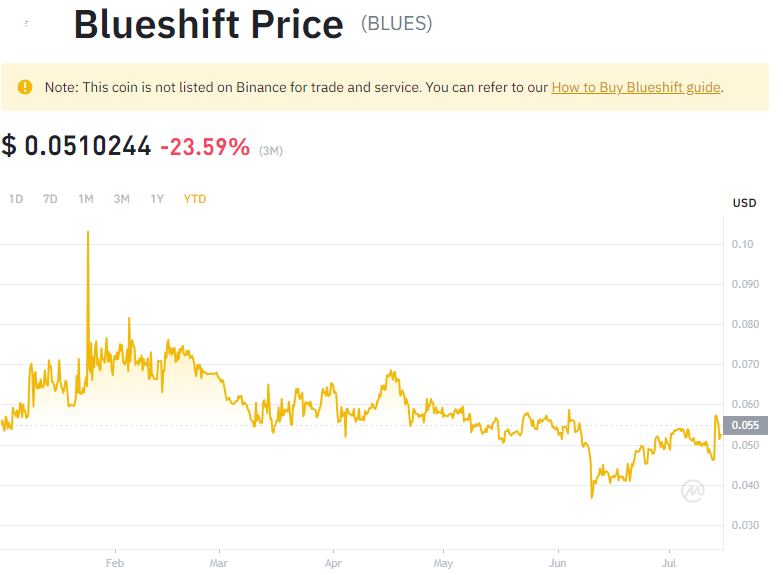 Blueshift Price (BLUES)
Note: This coin is not listed on Binance for trade and service. You can refer to our How to Buy Blueshift guide.
$ 0.0510244 -23.59% (3M)
1D 7D 1M 3M 1Y YTD
USD
0.10
0.090
0.080
0.070
0.060
0.055
0.050
0.040
0.030
Feb Mar Apr May Jun Jul